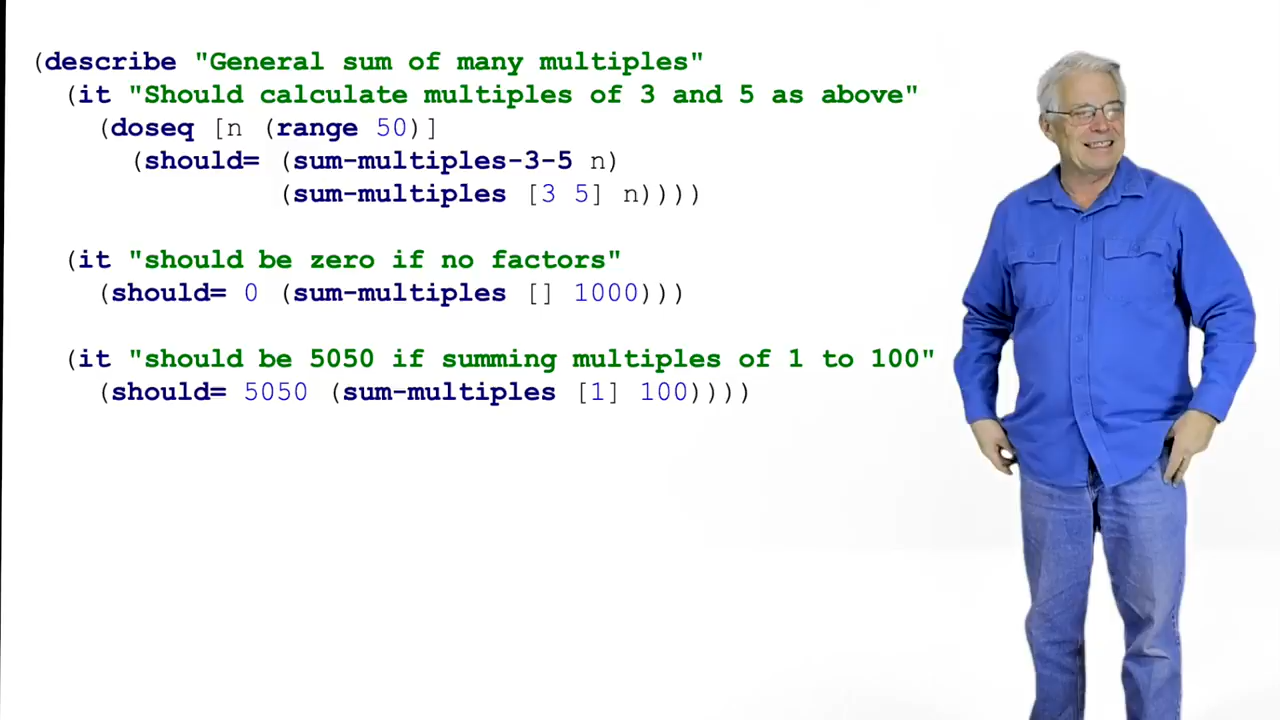 (describe "General sum of many multiples"
  (it "Should calculate multiples of 3 and 5 as above"
    (doseq [n (range 50)]
      (should= (sum-multiples-3-5 n)
               (sum-multiples [3 5] n))))
  (it "should be zero if no factors"
    (should= 0 (sum-multiples [] 1000)))
  (it "should be 5050 if summing multiples of 1 to 100"
    (should= 5050 (sum-multiples [1] 100))))